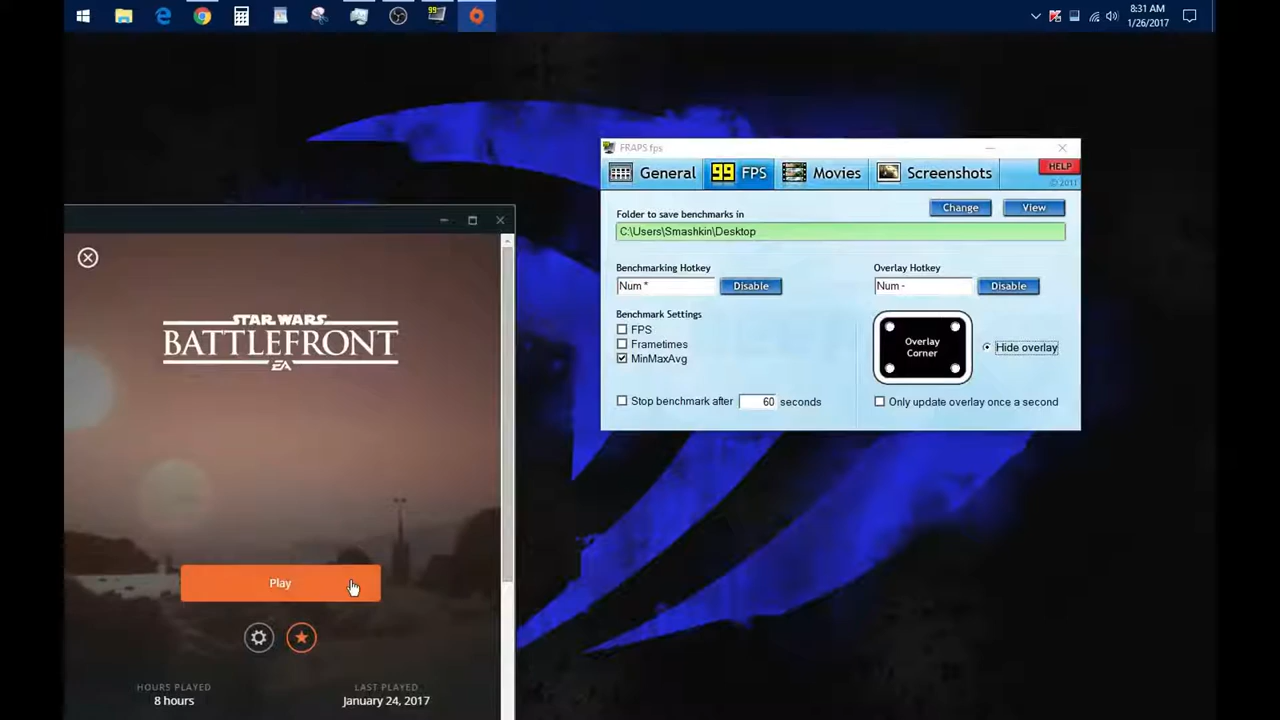 99
8:31 AM
1/26/2017
FRAPS fps
General
99 FPS
Movies
Screenshots
HELP
© 2011
Folder to save benchmarks in
Change
View
C:\Users\Smashkin\Desktop
Benchmarking Hotkey
Num *
Disable
Overlay Hotkey
Num -
Disable
Benchmark Settings
FPS
Frametimes
MinMaxAvg
Overlay
Corner
Hide overlay
Stop benchmark after 60 seconds
Only update overlay once a second
STAR WARS
BATTLEFRONT
EA
Play
HOURS PLAYED
8 hours
LAST PLAYED
January 24, 2017